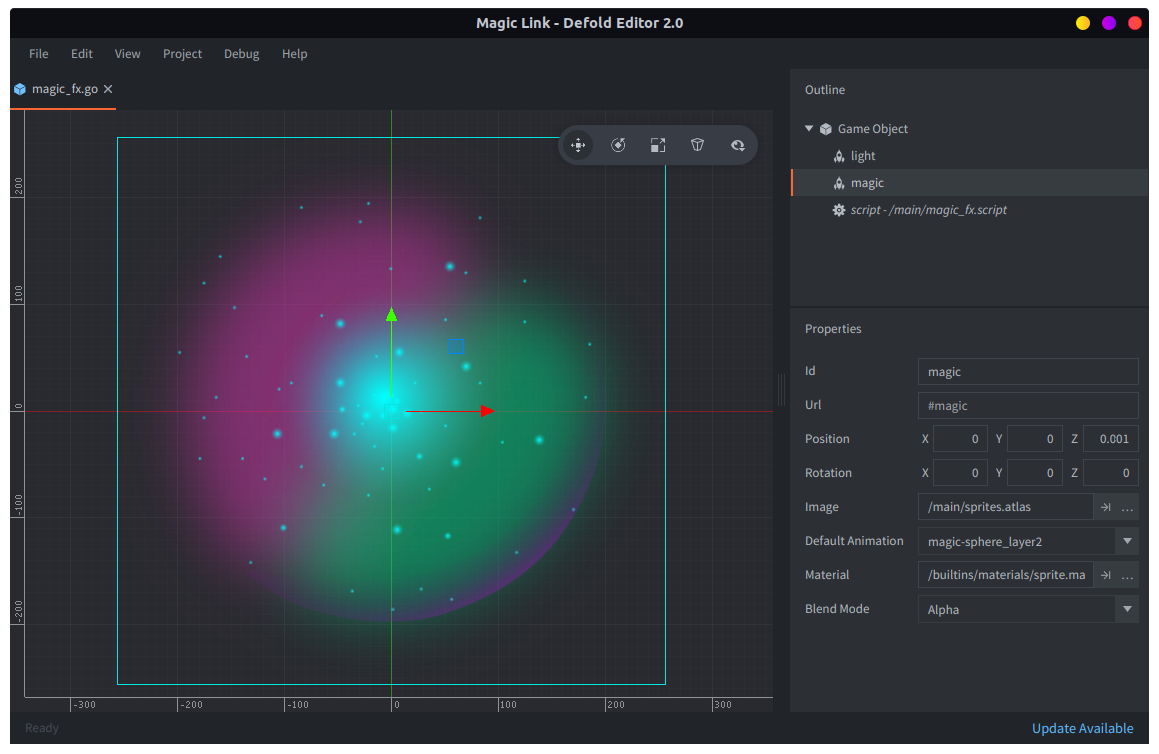 Magic Link - Defold Editor 2.0
File Edit View Project Debug Help
magic_fx.go
200
100
0
-100
-200
-300 -200 -100 0 100 200 300
Outline
Game Object
light
magic
script - /main/magic_fx.script
Properties
Id magic
Url #magic
Position X 0 Y 0 Z 0.001
Rotation X 0 Y 0 Z 0
Image /main/sprites.atlas ...
Default Animation magic-sphere_layer2
Material /builtins/materials/sprite.ma ...
Blend Mode Alpha
Ready
Update Available